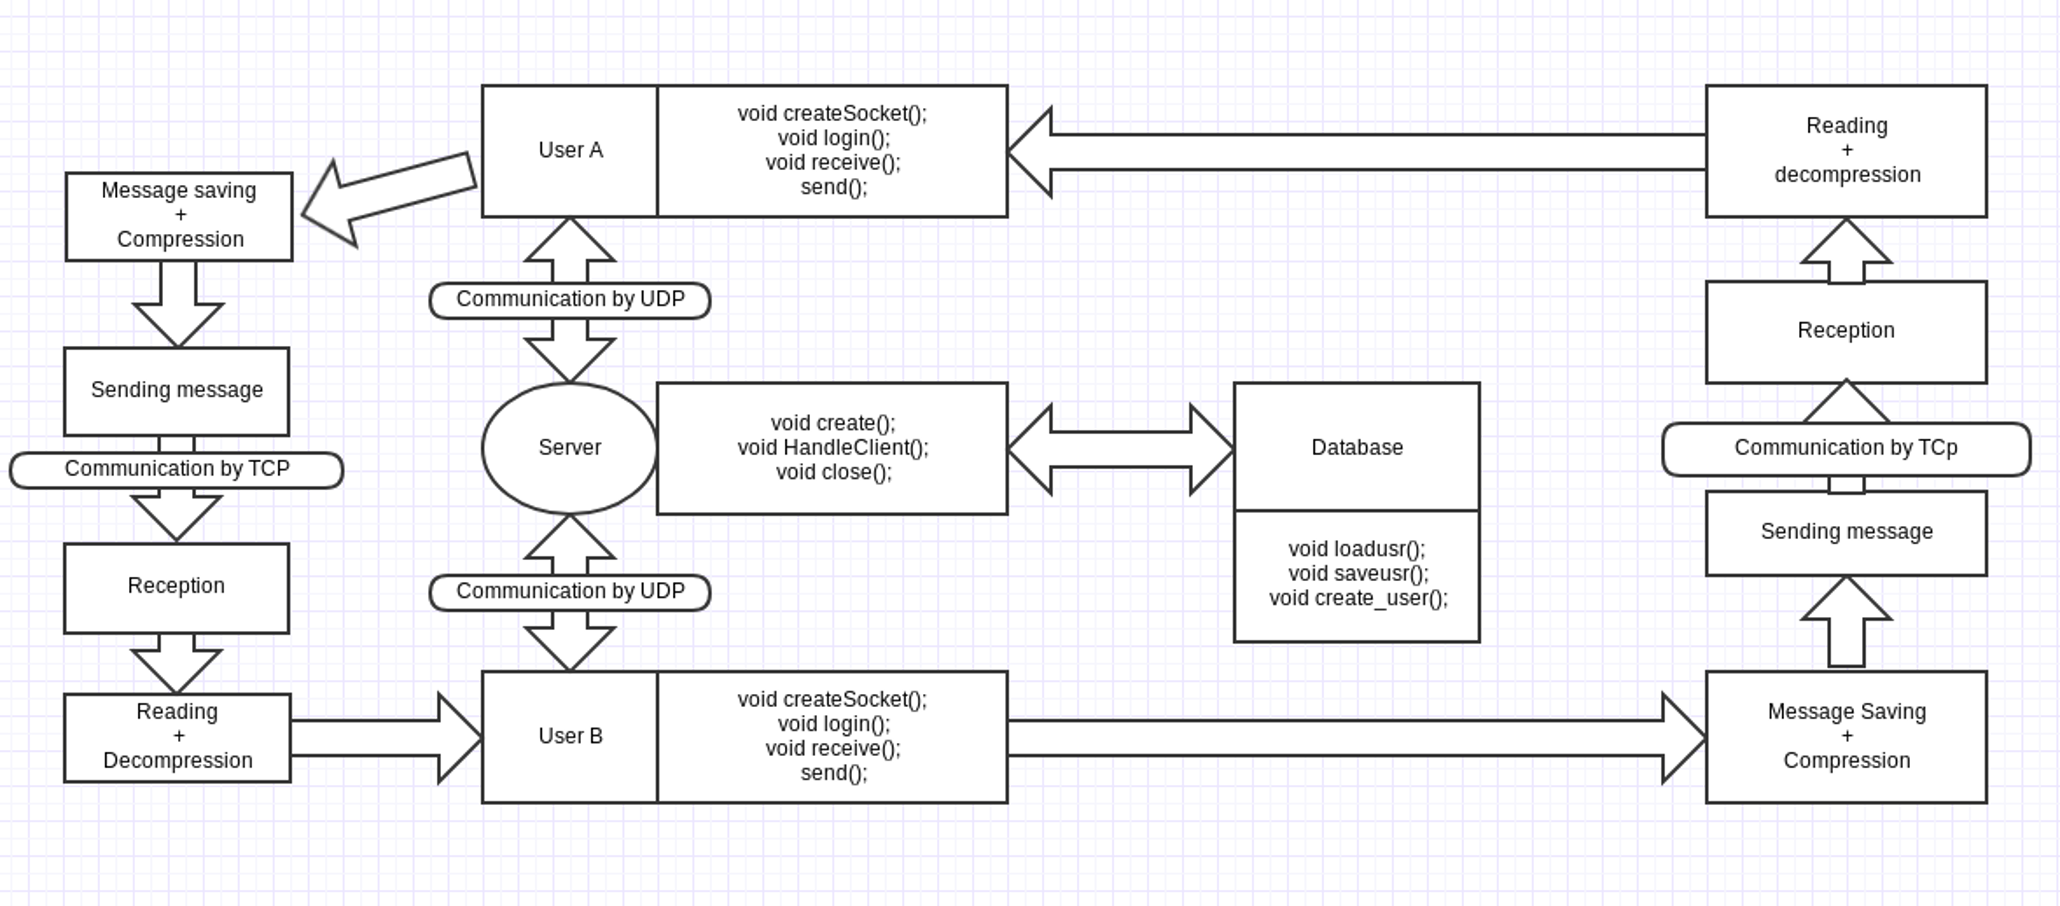 User A
void createSocket();
void login();
void receive();
send();
Reading
+
decompression
Message saving
+
Compression
Communication by UDP
Reception
Sending message
Server
void create();
void HandleClient();
void close();
Database
void loadusr();
void saveusr();
void create_user();
Communication by TCp
Communication by TCP
Sending message
Reception
Communication by UDP
Reading
+
Decompression
User B
void createSocket();
void login();
void receive();
send();
Message Saving
+
Compression